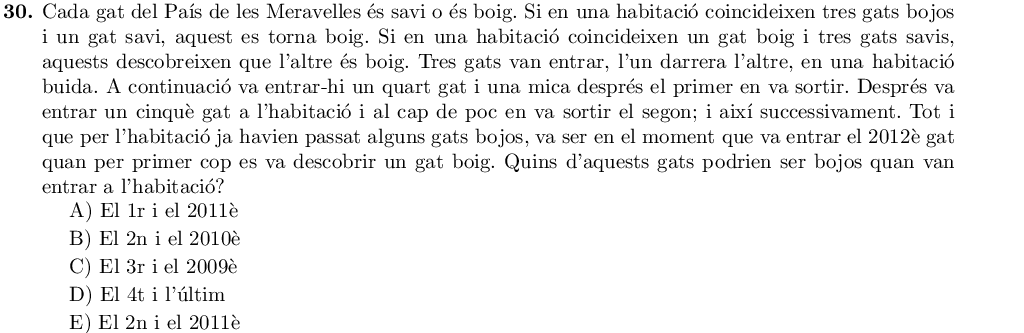 30. Cada gat del País de les Meravelles és savi o és boig. Si en una habitació coincideixen tres gats bojos
i un gat savi, aquest es torna boig. Si en una habitació coincideixen un gat boig i tres gats savis,
aquests descobreixen que l'altre és boig. Tres gats van entrar, l'un darrera l'altre, en una habitació
buida. A continuació va entrar-hi un quart gat i una mica després el primer en va sortir. Després va
entrar un cinquè gat a l'habitació i al cap de poc en va sortir el segon; i així successivament. Tot i
que per l'habitació ja havien passat alguns gats bojos, va ser en el moment que va entrar el 2012è gat
quan per primer cop es va descobrir un gat boig. Quins d'aquests gats podrien ser bojos quan van
entrar a l'habitació?
A) El 1r i el 2011è
B) El 2n i el 2010è
C) El 3r i el 2009è
D) El 4t i l'últim
E) El 2n i el 2011è